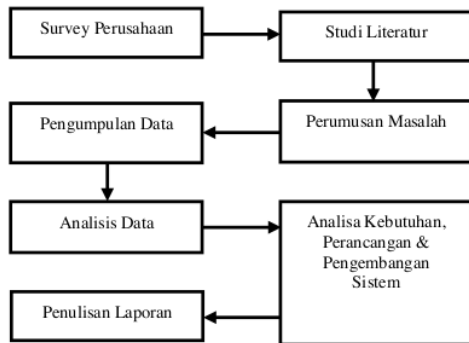 Survey Perusahaan
Studi Literatur
Perumusan Masalah
Pengumpulan Data
Analisis Data
Analisa Kebutuhan,
Perancangan &
Pengembangan
Sistem
Penulisan Laporan